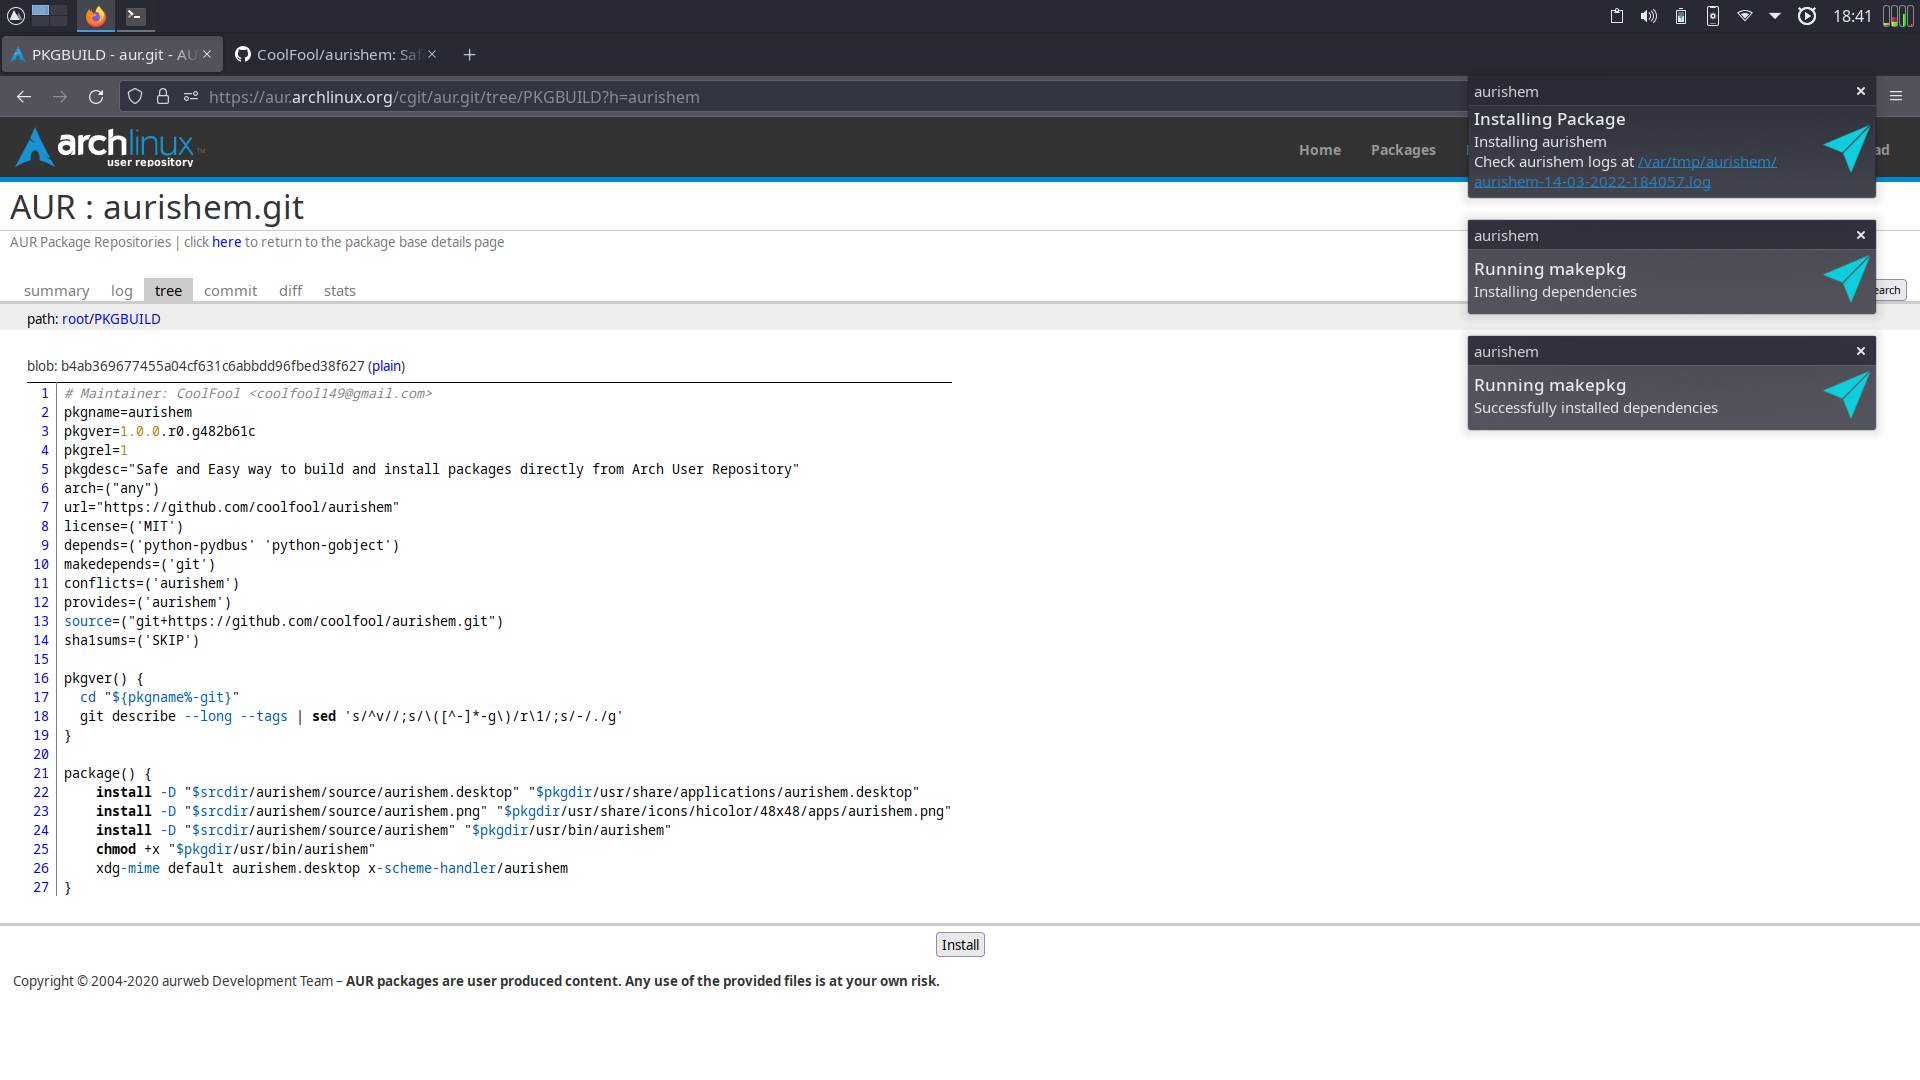 18:41
PKGBUILD - aur.git - AU
CoolFool/aurishem: Saf
https://aur.archlinux.org/cgit/aur.git/tree/PKGBUILD?h=aurishem
archlinux™
user repository
Home Packages
ad
AUR : aurishem.git
AUR Package Repositories | click here to return to the package base details page
summary log tree commit diff stats
earch
path: root/PKGBUILD
blob: b4ab369677455a04cf631c6abbdd96fbed38f627 (plain)
1 # Maintainer: CoolFool <coolfool149@gmail.com>
2 pkgname=aurishem
3 pkgver=1.0.0.r0.g482b61c
4 pkgrel=1
5 pkgdesc="Safe and Easy way to build and install packages directly from Arch User Repository"
6 arch=("any")
7 url="https://github.com/coolfool/aurishem"
8 license=('MIT')
9 depends=('python-pydbus' 'python-gobject')
10 makedepends=('git')
11 conflicts=('aurishem')
12 provides=('aurishem')
13 source=("git+https://github.com/coolfool/aurishem.git")
14 sha1sums=('SKIP')
15
16 pkgver() {
17   cd "${pkgname%-git}"
18   git describe --long --tags | sed 's/^v//;s/\([^-]*-g\)/r\1/;s/-/./g'
19 }
20
21 package() {
22     install -D "$srcdir/aurishem/source/aurishem.desktop" "$pkgdir/usr/share/applications/aurishem.desktop"
23     install -D "$srcdir/aurishem/source/aurishem.png" "$pkgdir/usr/share/icons/hicolor/48x48/apps/aurishem.png"
24     install -D "$srcdir/aurishem/source/aurishem" "$pkgdir/usr/bin/aurishem"
25     chmod +x "$pkgdir/usr/bin/aurishem"
26     xdg-mime default aurishem.desktop x-scheme-handler/aurishem
27 }
Install
Copyright © 2004-2020 aurweb Development Team – AUR packages are user produced content. Any use of the provided files is at your own risk.
aurishem
Installing Package
Installing aurishem
Check aurishem logs at /var/tmp/aurishem/
aurishem-14-03-2022-184057.log
aurishem
Running makepkg
Installing dependencies
aurishem
Running makepkg
Successfully installed dependencies